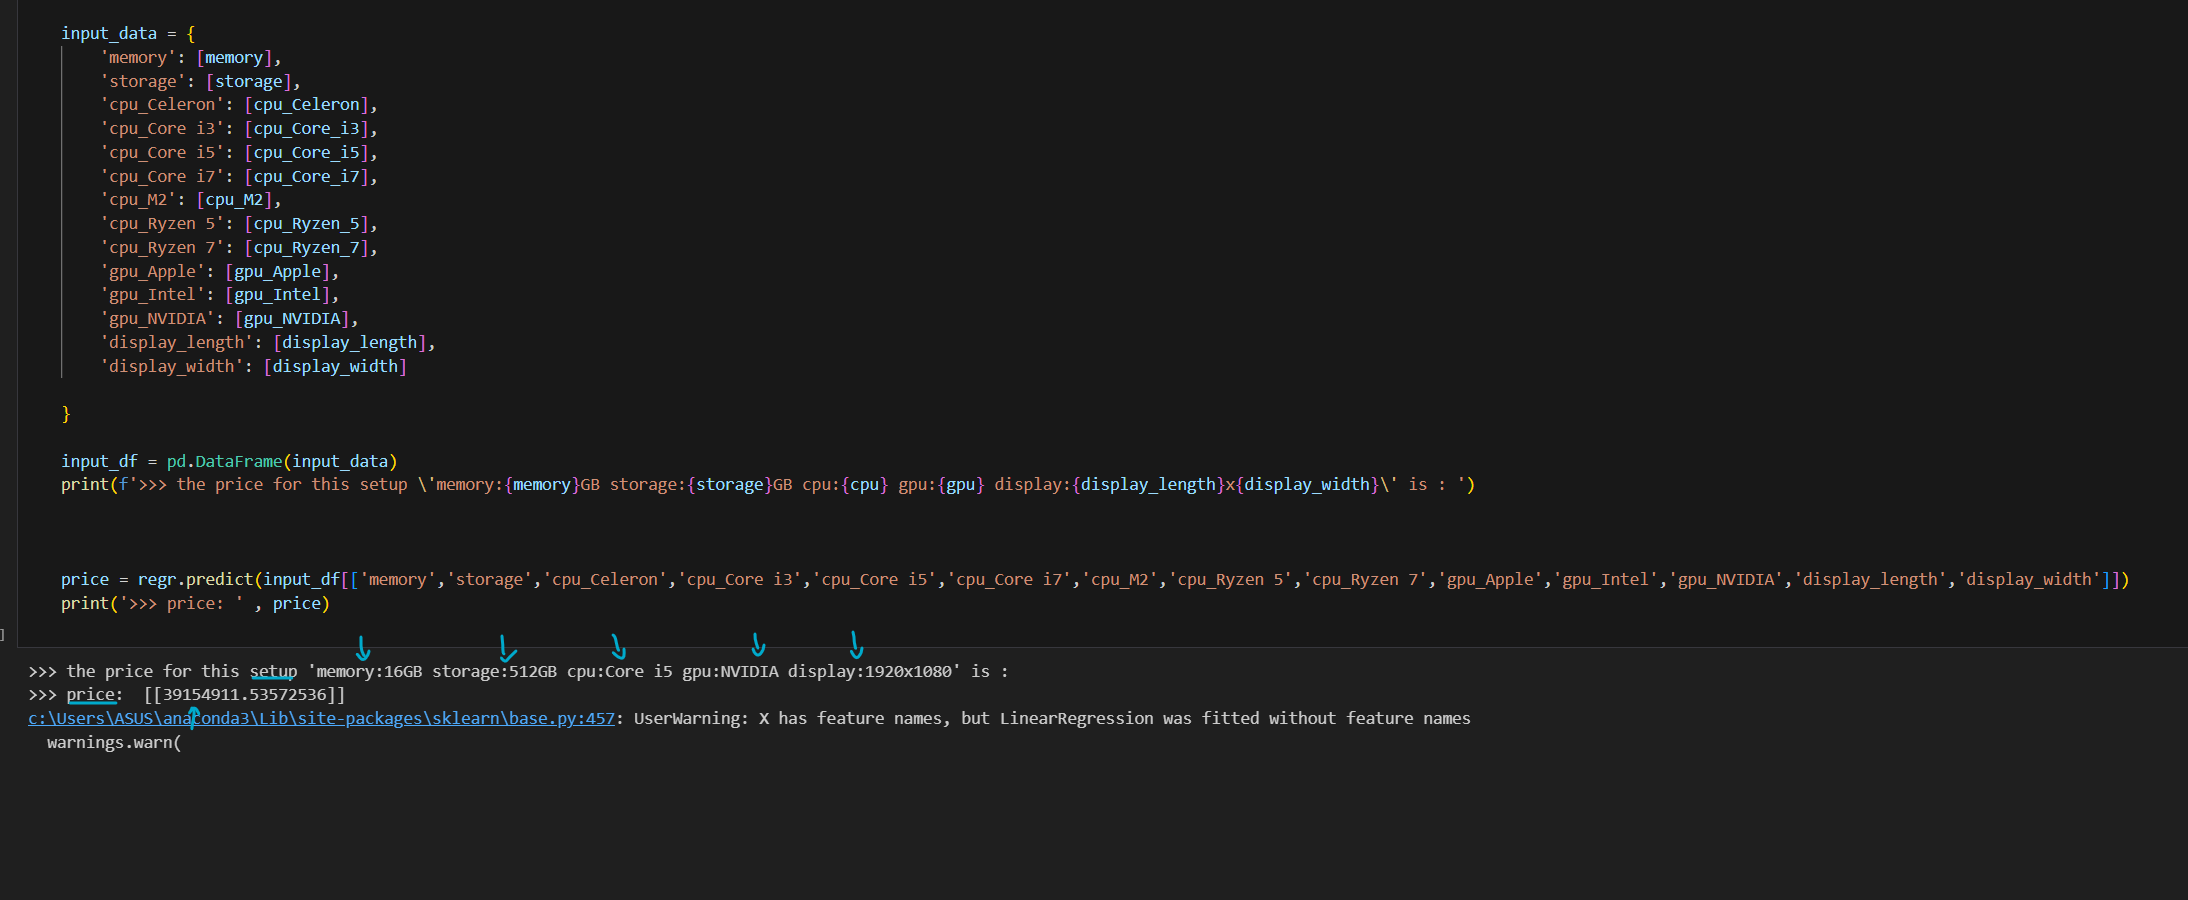 input_data = {
'memory': [memory],
'storage': [storage],
'cpu_Celeron': [cpu_Celeron],
'cpu_Core i3': [cpu_Core_i3],
'cpu_Core i5': [cpu_Core_i5],
'cpu_Core i7': [cpu_Core_i7],
'cpu_M2': [cpu_M2],
'cpu_Ryzen 5': [cpu_Ryzen_5],
'cpu_Ryzen 7': [cpu_Ryzen_7],
'gpu_Apple': [gpu_Apple],
'gpu_Intel': [gpu_Intel],
'gpu_NVIDIA': [gpu_NVIDIA],
'display_length': [display_length],
'display_width': [display_width]
}
input_df = pd.DataFrame(input_data)
print(f'>>> the price for this setup \'memory:{memory}GB storage:{storage}GB cpu:{cpu} gpu:{gpu} display:{display_length}x{display_width}\' is : ')
price = regr.predict(input_df[['memory','storage','cpu_Celeron','cpu_Core i3','cpu_Core i5','cpu_Core i7','cpu_M2','cpu_Ryzen 5','cpu_Ryzen 7','gpu_Apple','gpu_Intel','gpu_NVIDIA','display_length','display_width']])
print('>>> price: ' , price)
]
>>> the price for this setup 'memory:16GB storage:512GB cpu:Core i5 gpu:NVIDIA display:1920x1080' is :
>>> price:  [[39154911.53572536]]
c:\Users\ASUS\anaconda3\Lib\site-packages\sklearn\base.py:457: UserWarning: X has feature names, but LinearRegression was fitted without feature names
warnings.warn(